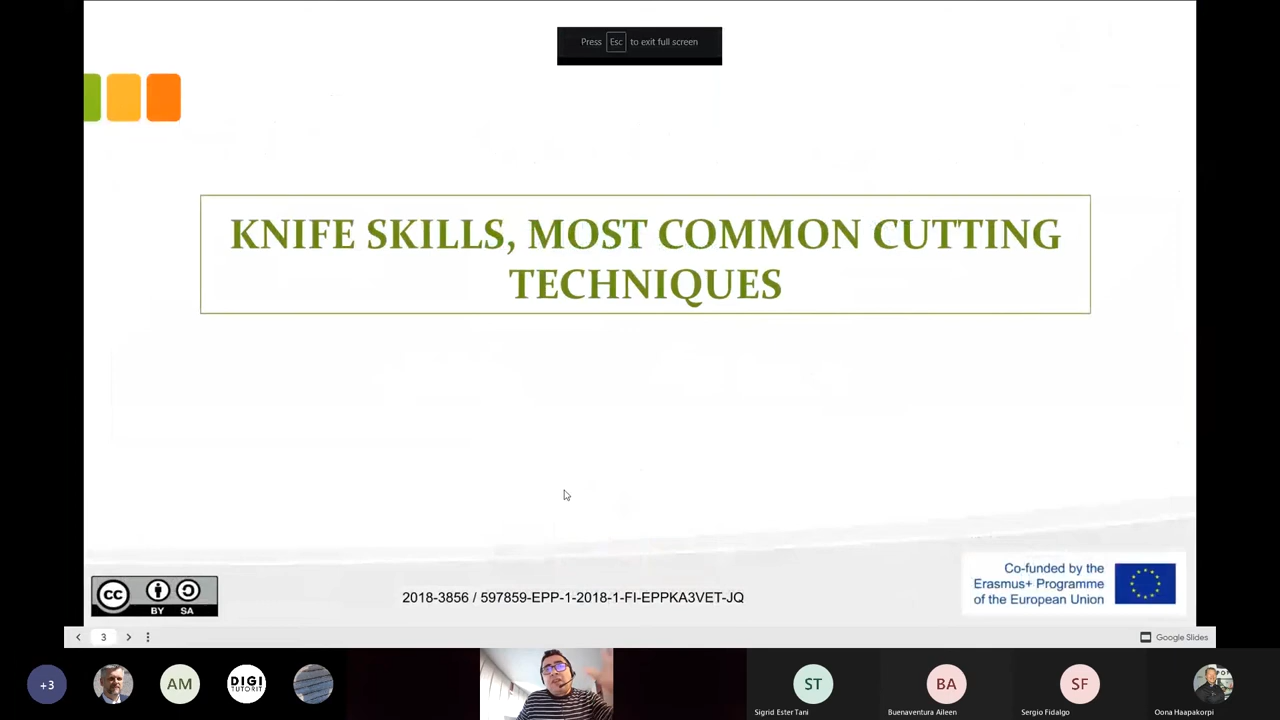 Press Esc to exit full screen
KNIFE SKILLS, MOST COMMON CUTTING
TECHNIQUES
Co-funded by the
Erasmus+ Programme
of the European Union
cc
BY SA
2018-3856 / 597859-EPP-1-2018-1-FI-EPPKA3VET-JQ
3
Google Slides
+3
AM
DIGI
TUTORIT
ST
BA
SF
Sigrid Ester Tani
Buenaventura Aileen
Sergio Fidalgo
Oona Haapakorpi